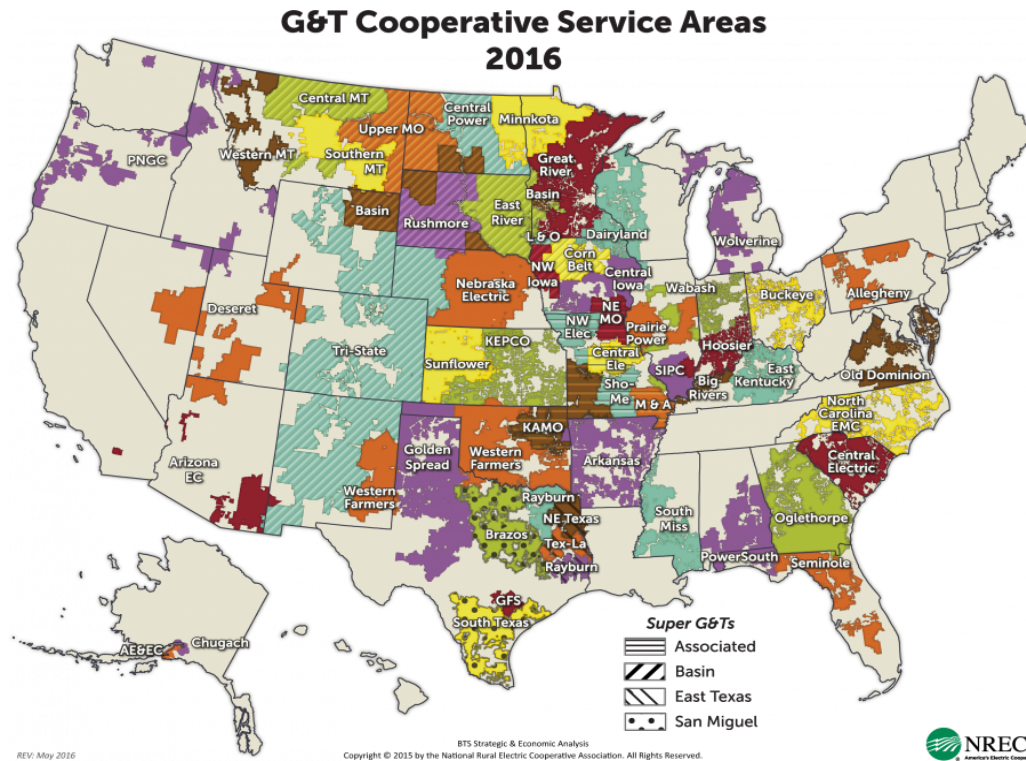 G&T Cooperative Service Areas
2016
Central MT
Upper MO
Central
Power
Minnkota
PNGC
Western MT
Southern
MT
Great
River
Basin
Rushmore
East
River
Basin
L & O
Dairyland
Wolverine
Nebraska
Electric
NW
Iowa
Corn
Belt
Central
Iowa
Wabash
Buckeye
Allegheny
Deseret
Tri-State
Sunflower
KEPCO
NW
Elec
NE
MO
Prairie
Power
Hoosier
Central
Ele
SIPC
Big
Rivers
East
Kentucky
Old Dominion
Sho-
Me
M & A
North
Carolina
EMC
KAMO
Arizona
EC
Western
Farmers
Golden
Spread
Western
Farmers
Arkansas
Central
Electric
Rayburn
NE Texas
Brazos
Tex-La
Rayburn
South
Miss
Oglethorpe
PowerSouth
Seminole
GFS
South Texas
AE&EC
Chugach
Super G&Ts
Associated
Basin
East Texas
San Miguel
REV: May 2016
BTS Strategic & Economic Analysis
Copyright © 2015 by the National Rural Electric Cooperative Association. All Rights Reserved.
NREC
America's Electric Coope